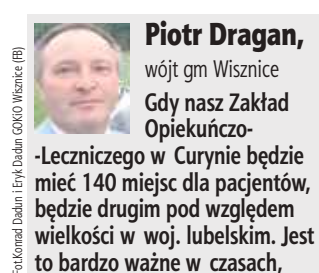 Piotr Dragan,
wójt gm Wisznice
Gdy nasz Zakład
Opiekuńczo-
-Leczniczego w Curynie będzie
mieć 140 miejsc dla pacjentów,
będzie drugim pod względem
wielkości w woj. lubelskim. Jest
to bardzo ważne w czasach,
Fot:Konrad Dadun i Eryk Dadun GOKiO Wisznice (FB)